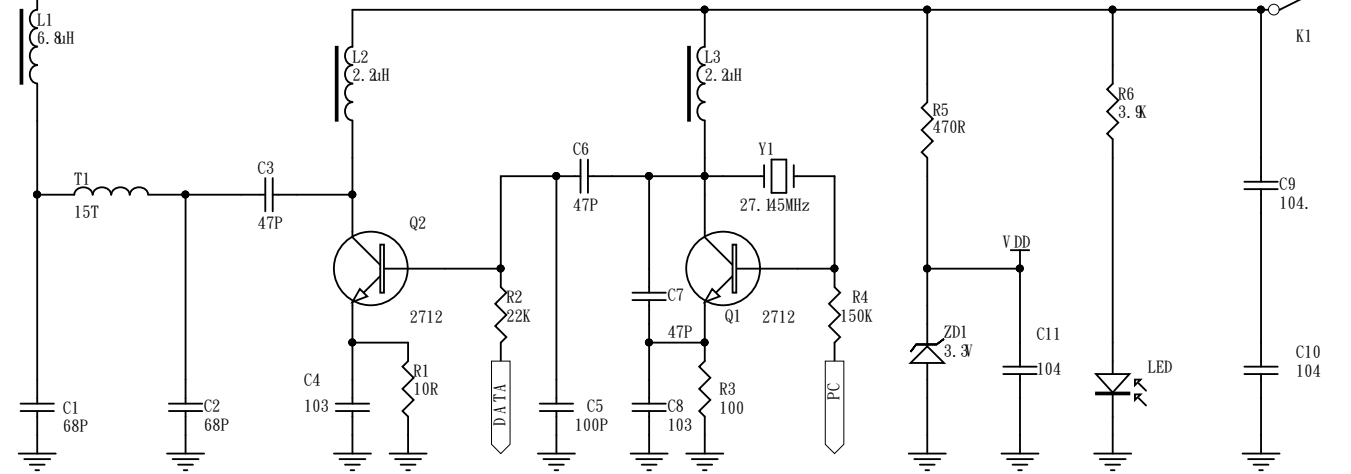 L1
6.8uH
T1
15T
C1
68P
C2
68P
C3
47P
L2
2.2uH
Q2
2712
C4
103
R1
10R
R2
22K
DATA
C5
100P
C6
47P
C7
47P
C8
103
L3
2.2uH
Y1
27.145MHz
Q1
2712
R3
100
R4
150K
PC
R5
470R
ZD1
3.3V
VDD
C11
104
R6
3.9K
LED
K1
C9
104.
C10
104